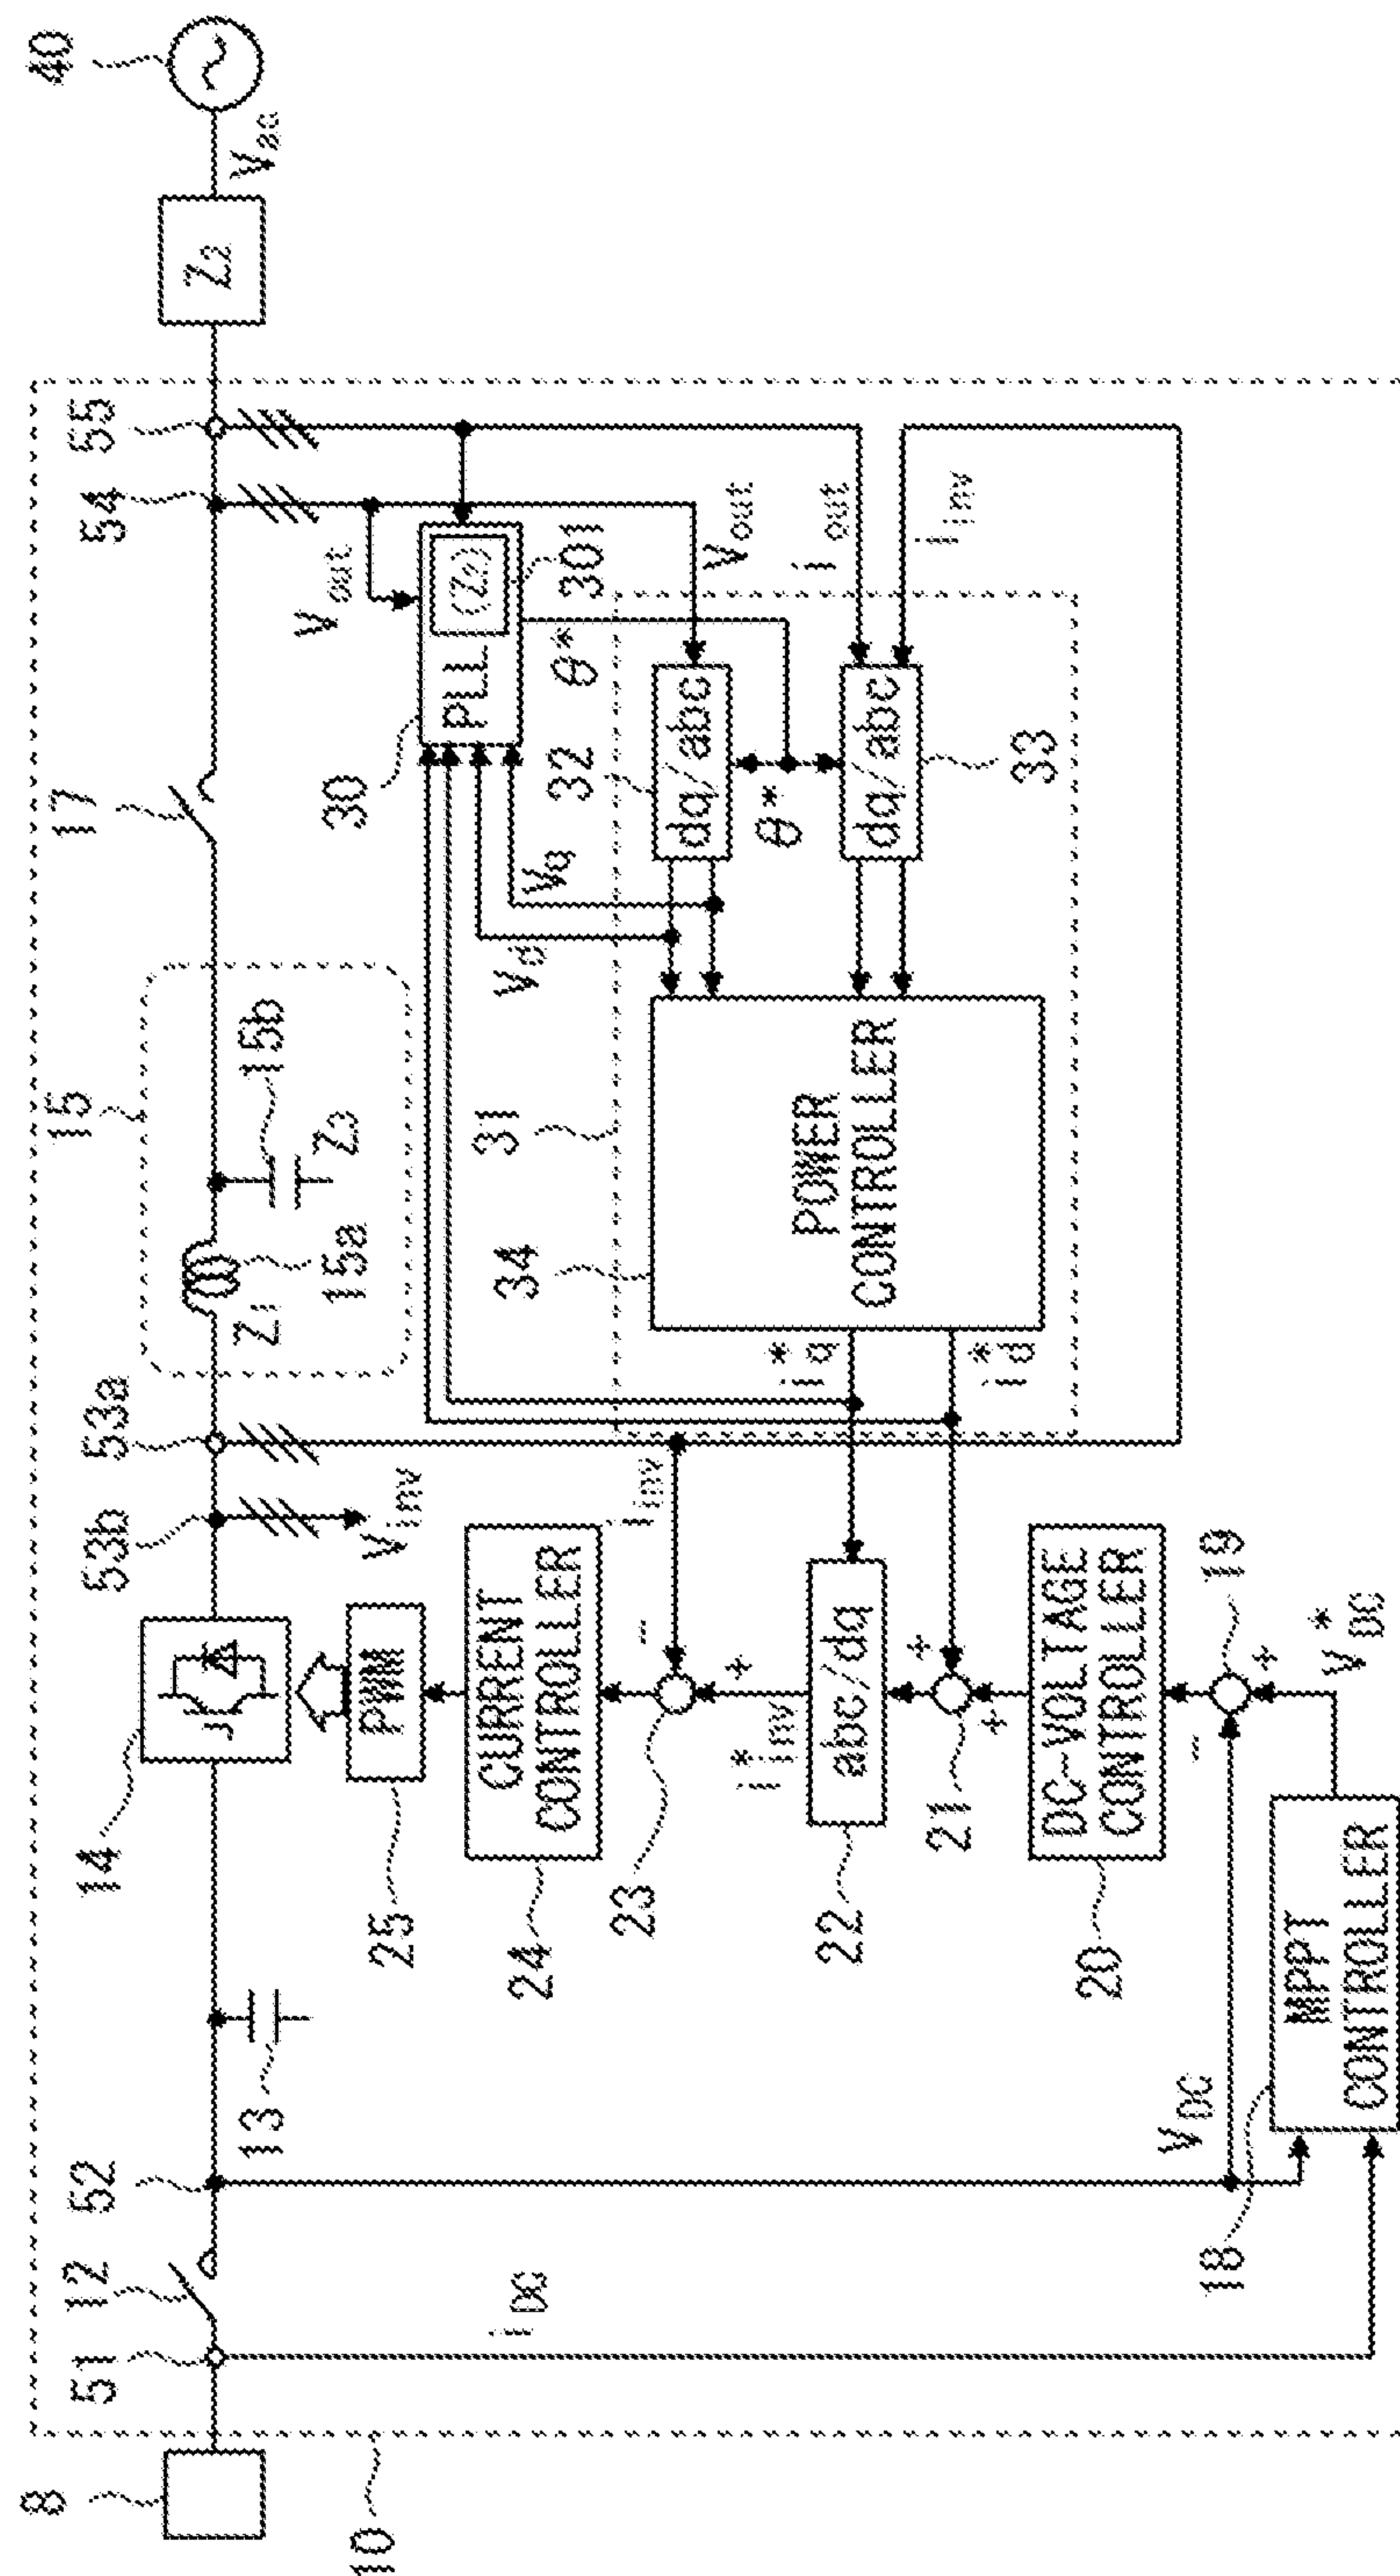 8
10
51
12
52
13
14
53b
53a
15
Z1
15a
15b
Z3
17
54
55
Z2
Vac
40
iDC
VDC
18
MPPT
CONTROLLER
V*DC
19
+
-
20
DC-VOLTAGE
CONTROLLER
21
+
+
22
abc/dq
i*inv
23
+
-
iinv
24
CURRENT
CONTROLLER
25
PWM
Vinv
i*q
i*d
34
31
POWER
CONTROLLER
Vd
Vq
30
PLL
(Z2)
301
Vout
θ*
32
dq/abc
θ*
dq/abc
33
Vout
iout
iinv